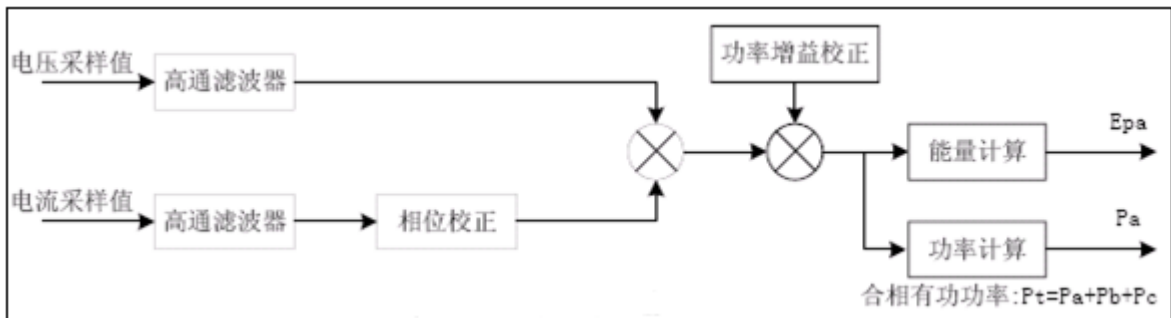 电压采样值
高通滤波器
功率增益校正
能量计算
Epa
电流采样值
高通滤波器
相位校正
功率计算
Pa
合相有功功率:Pt=Pa+Pb+Pc